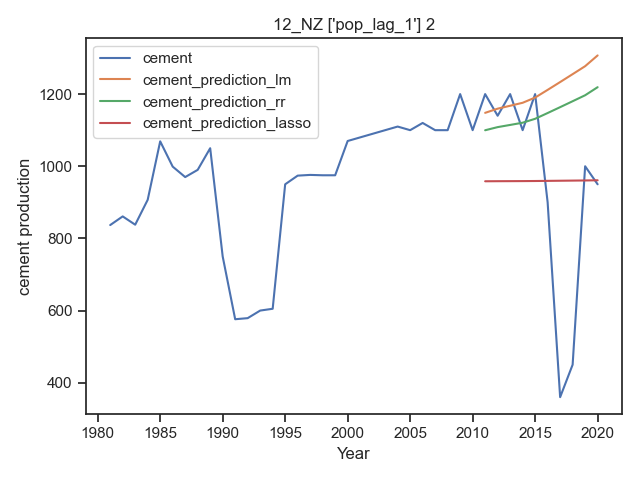 12_NZ ['pop_lag_1'] 2
cement
cement_prediction_lm
cement_prediction_rr
cement_prediction_lasso
cement production
1200
1000
800
600
400
1980 1985 1990 1995 2000 2005 2010 2015 2020
Year